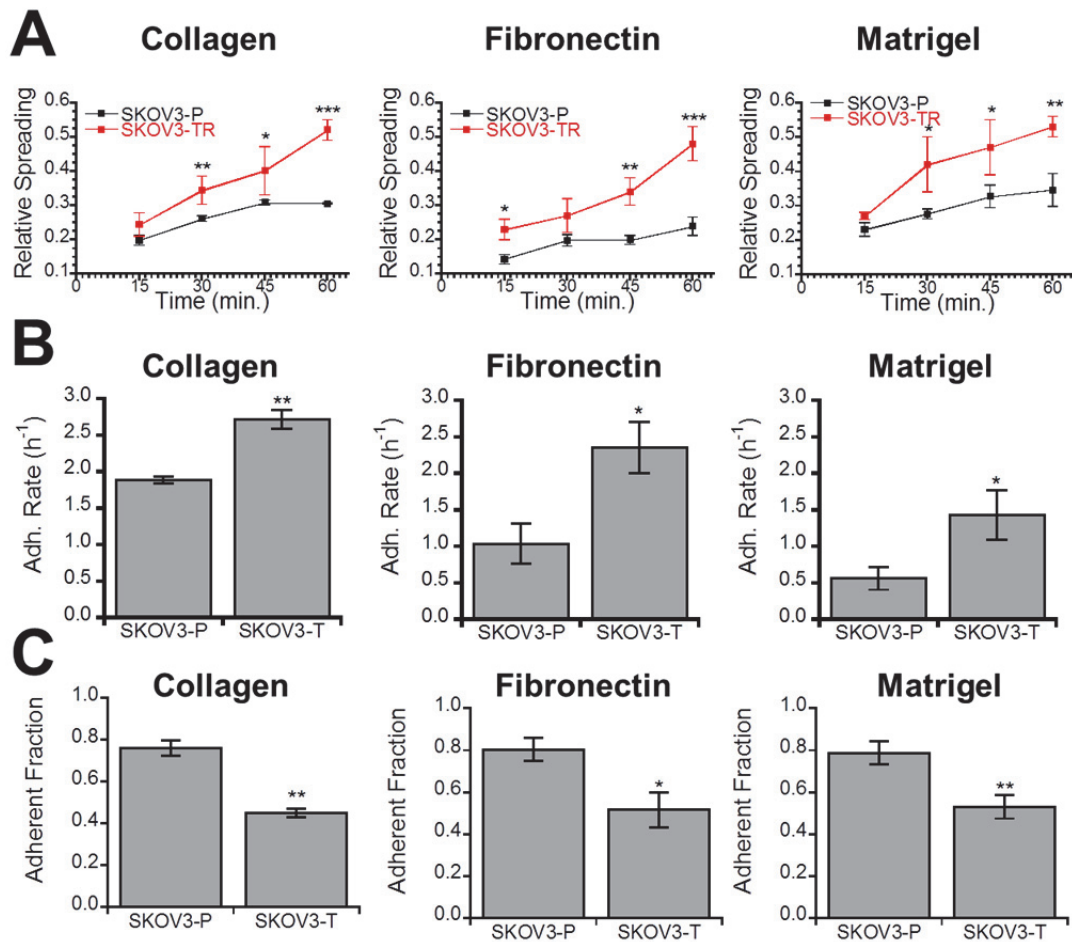 A
Collagen
Fibronectin
Matrigel
Relative Spreading
0.6
0.5
0.4
0.3
0.2
0.1
SKOV3-P
SKOV3-TR
**
*
***
0 15 30 45 60
Time (min.)
Relative Spreading
0.6
0.5
0.4
0.3
0.2
0.1
SKOV3-P
SKOV3-TR
*
**
***
0 15 30 45 60
Time (min.)
Relative Spreading
0.6
0.5
0.4
0.3
0.2
0.1
SKOV3-P
SKOV3-TR
*
*
**
0 15 30 45 60
Time (min.)
B
Collagen
Fibronectin
Matrigel
Adh. Rate (h⁻¹)
3.0
2.5
2.0
1.5
1.0
0.5
0.0
**
SKOV3-P SKOV3-T
Adh. Rate (h⁻¹)
3.0
2.5
2.0
1.5
1.0
0.5
0.0
*
SKOV3-P SKOV3-T
Adh. Rate (h⁻¹)
3.0
2.5
2.0
1.5
1.0
0.5
0.0
*
SKOV3-P SKOV3-T
C
Collagen
Fibronectin
Matrigel
Adherent Fraction
1.0
0.8
0.6
0.4
0.2
0.0
**
SKOV3-P SKOV3-T
Adherent Fraction
1.0
0.8
0.6
0.4
0.2
0.0
*
SKOV3-P SKOV3-T
Adherent Fraction
1.0
0.8
0.6
0.4
0.2
0.0
**
SKOV3-P SKOV3-T